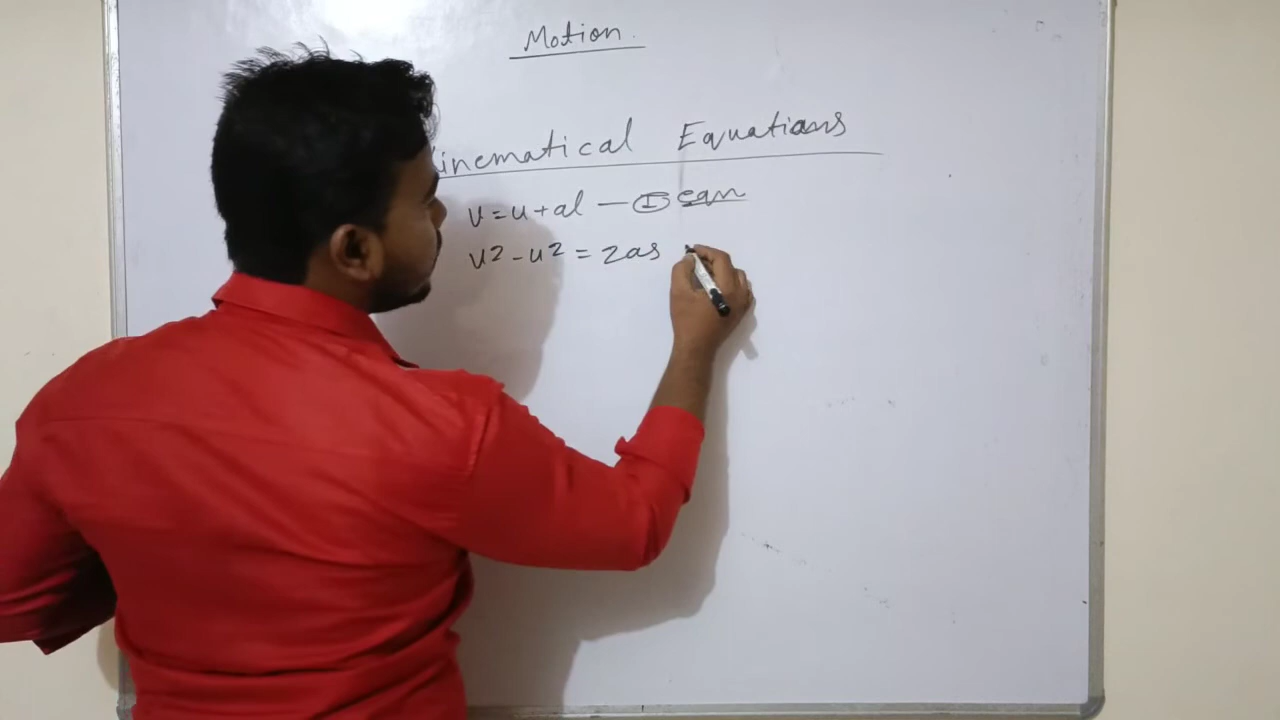 Motion.
inematical Equations
v=u+at — ① eqn
v2-u2 = 2as